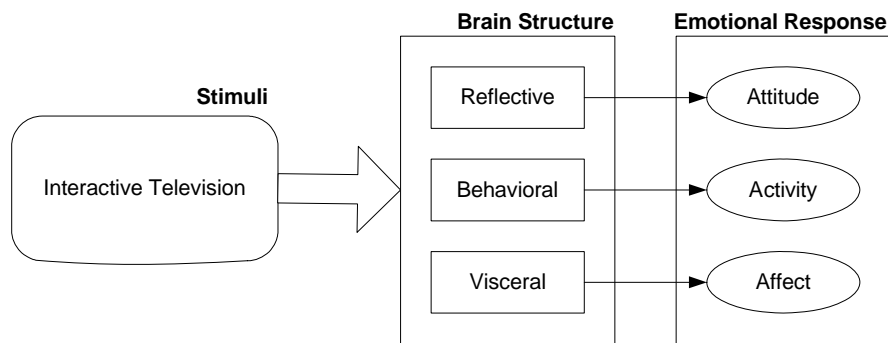 Brain Structure
Emotional Response
Stimuli
Interactive Television
Reflective
Attitude
Behavioral
Activity
Visceral
Affect